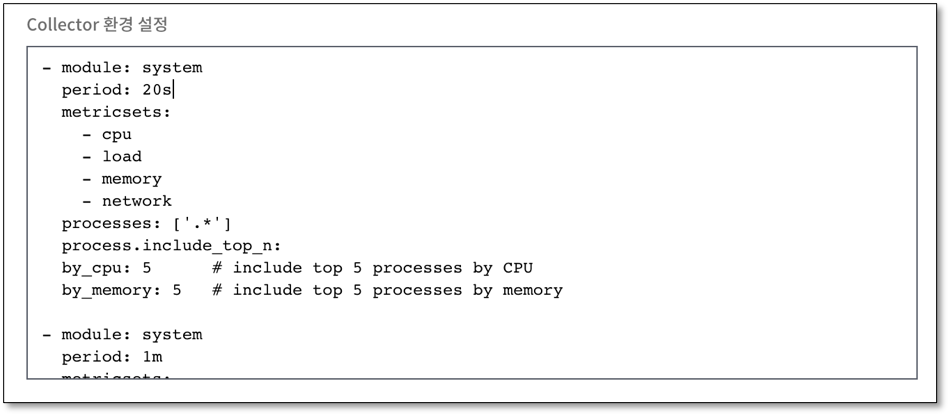 Collector 환경 설정
- module: system
  period: 20s
  metricsets:
    - cpu
    - load
    - memory
    - network
  processes: ['.*']
  process.include_top_n:
  by_cpu: 5      # include top 5 processes by CPU
  by_memory: 5   # include top 5 processes by memory

- module: system
  period: 1m
  metricsets: